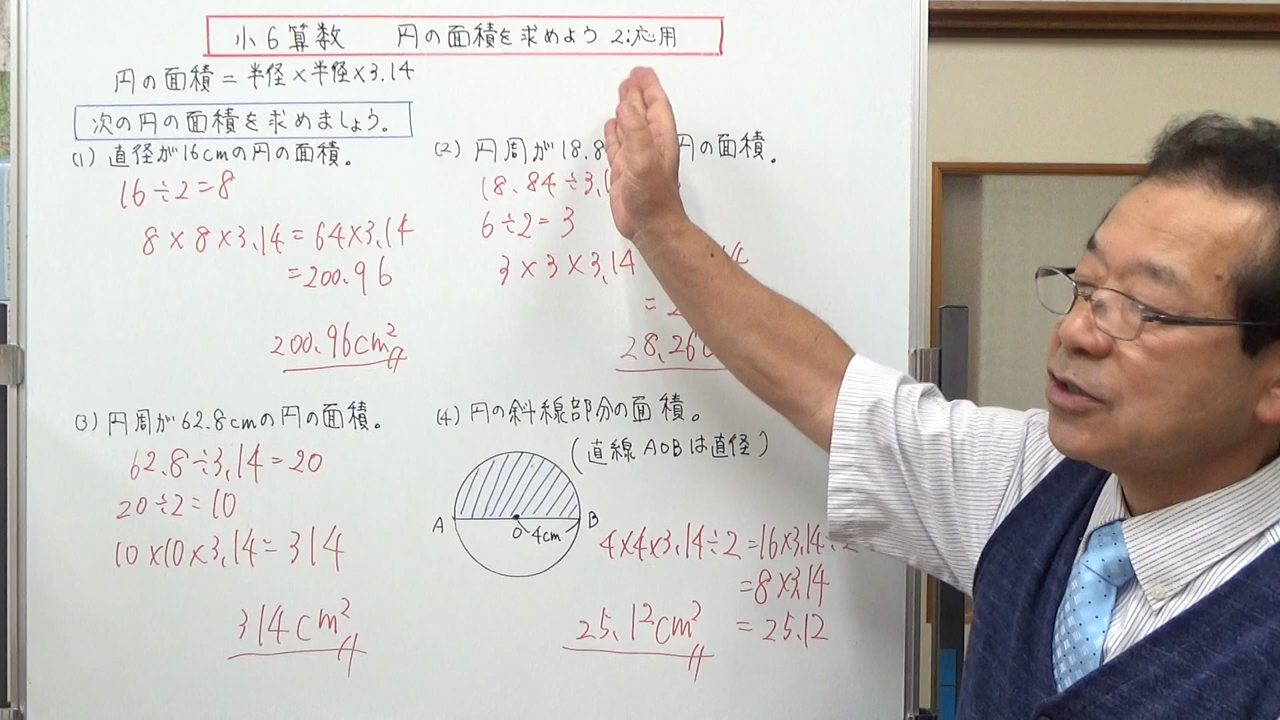 小6算数 円の面積を求めよう 2:応用
円の面積=半径×半径×3.14
次の円の面積を求めましょう。
(1) 直径が16cmの円の面積。
16÷2=8
8×8×3.14=64×3.14
=200.96
200.96cm²
(2) 円周が18.8 円の面積。
18.84÷3.1
6÷2=3
3×3×3.14
=2
28.26
(3) 円周が62.8cmの円の面積。
62.8÷3.14=20
20÷2=10
10×10×3.14=314
314cm²
(4) 円の斜線部分の面積。
(直線AOBは直径)
A O 4cm B
4×4×3.14÷2=16×3.14÷2
=8×3.14
=25.12
25.12cm²